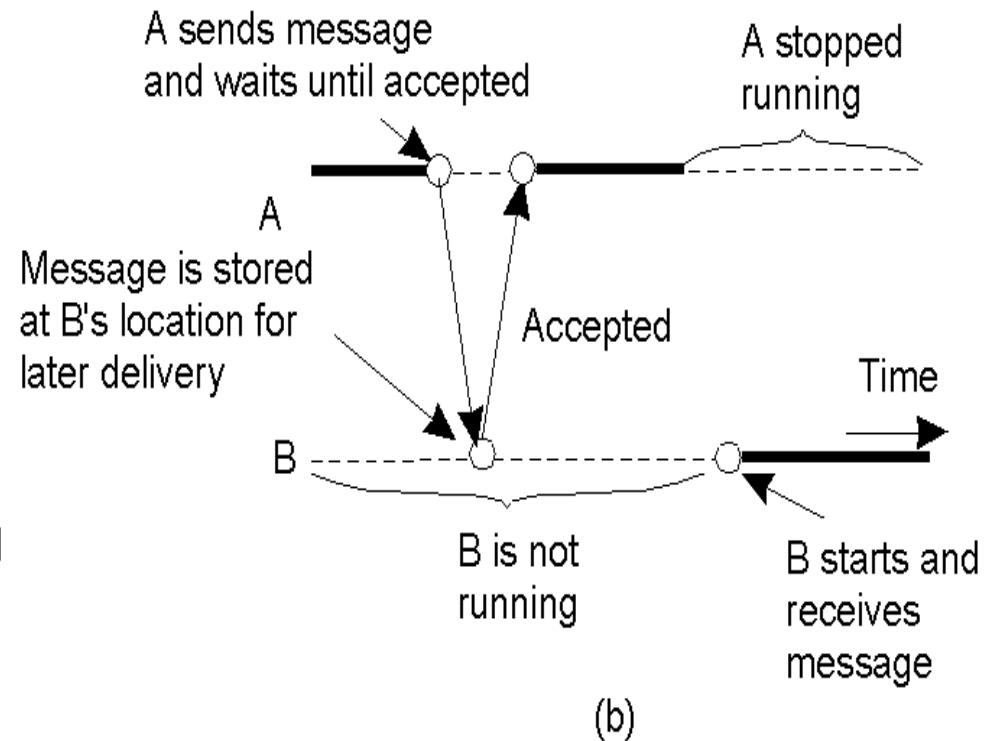 A sends message
and waits until accepted
A stopped
running
A
Message is stored
at B's location for
later delivery
Accepted
Time
B
B is not
running
B starts and
receives
message
(b)